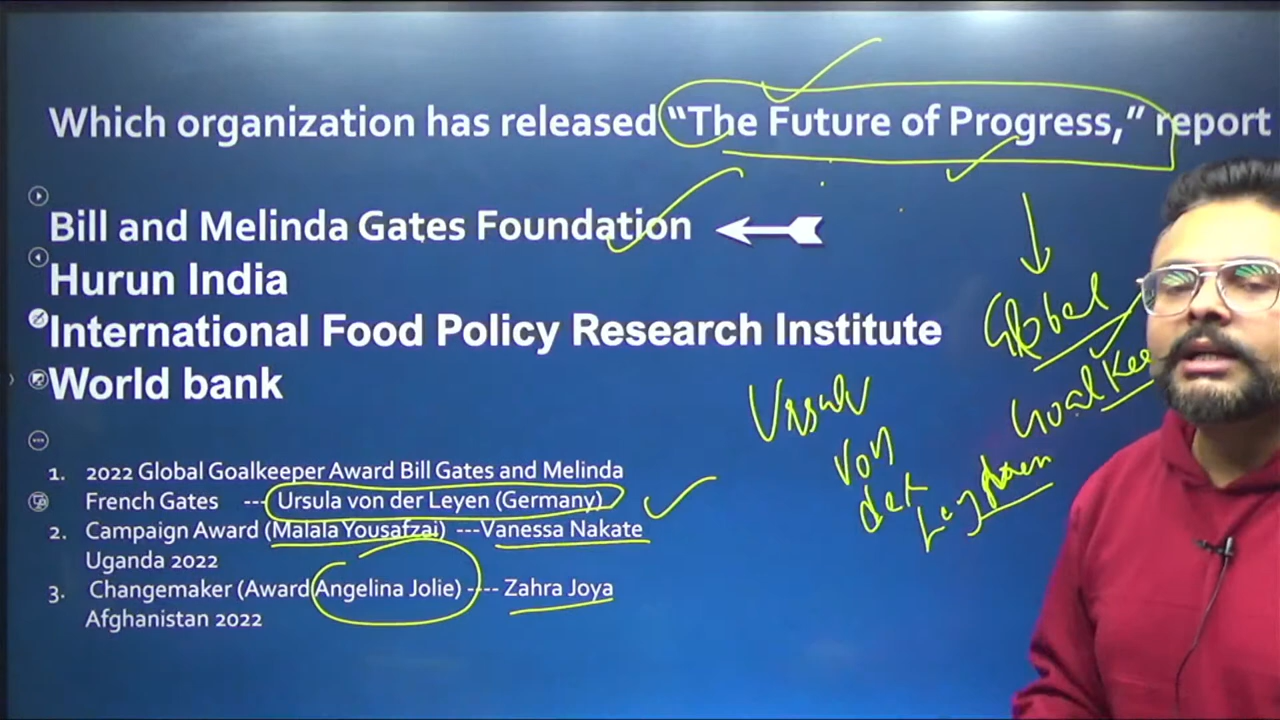 Which organization has released “The Future of Progress,” report
Bill and Melinda Gates Foundation
Hurun India
International Food Policy Research Institute
World bank
1. 2022 Global Goalkeeper Award Bill Gates and Melinda
French Gates --- Ursula von der Leyen (Germany)
2. Campaign Award (Malala Yousafzai) ---Vanessa Nakate
Uganda 2022
3. Changemaker (Award Angelina Jolie) ---- Zahra Joya
Afghanistan 2022
Global
Goalkee
Ursula
von
der